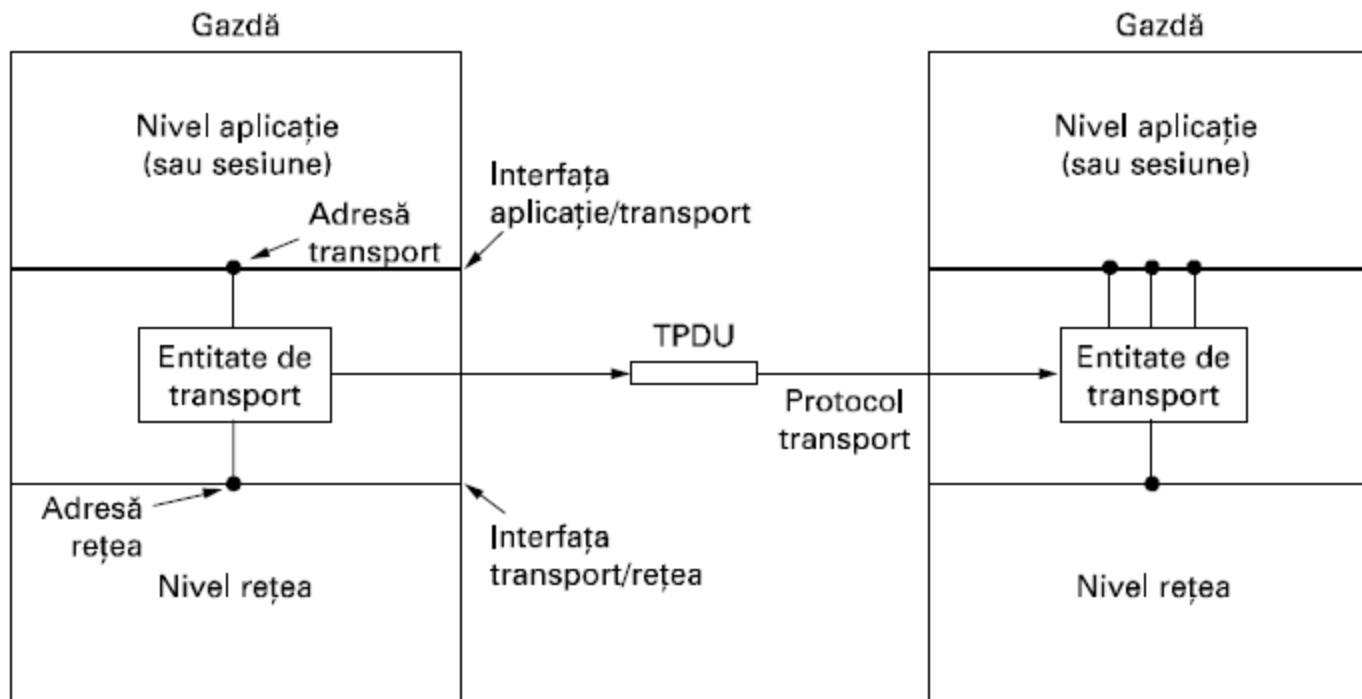 Gazdă
Gazdă
Nivel aplicație
(sau sesiune)
Nivel aplicație
(sau sesiune)
Interfața
aplicație/transport
Adresă
transport
TPDU
Entitate de
transport
Entitate de
transport
Protocol
transport
Adresă
rețea
Interfața
transport/rețea
Nivel rețea
Nivel rețea